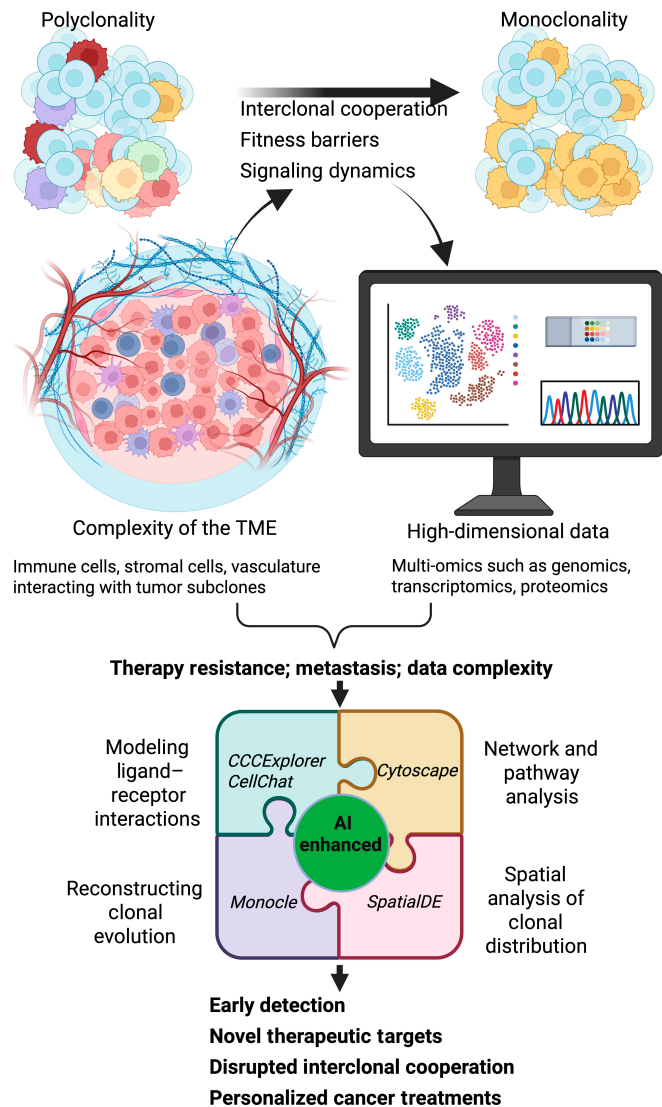 Polyclonality
Monoclonality
Interclonal cooperation
Fitness barriers
Signaling dynamics
Complexity of the TME
Immune cells, stromal cells, vasculature
interacting with tumor subclones
High-dimensional data
Multi-omics such as genomics,
transcriptomics, proteomics
Therapy resistance; metastasis; data complexity
Modeling
ligand–
receptor
interactions
CCCExplorer
CellChat
Cytoscape
Network and
pathway
analysis
AI
enhanced
Reconstructing
clonal
evolution
Monocle
SpatialDE
Spatial
analysis of
clonal
distribution
Early detection
Novel therapeutic targets
Disrupted interclonal cooperation
Personalized cancer treatments